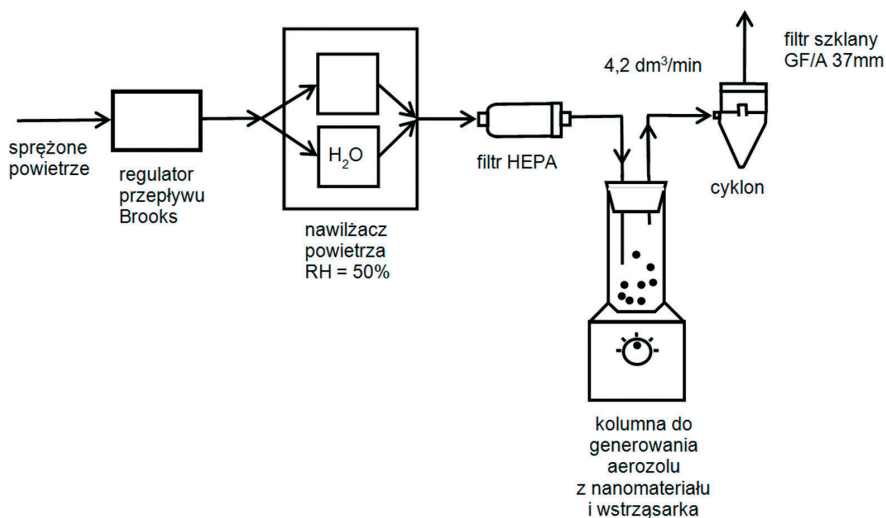 sprężone
powietrze
regulator
przepływu
Brooks
H₂O
nawilżacz
powietrza
RH = 50%
filtr HEPA
4,2 dm³/min
filtr szklany
GF/A 37mm
cyklon
kolumna do
generowania
aerozolu
z nanomateriału
i wstrząsarka